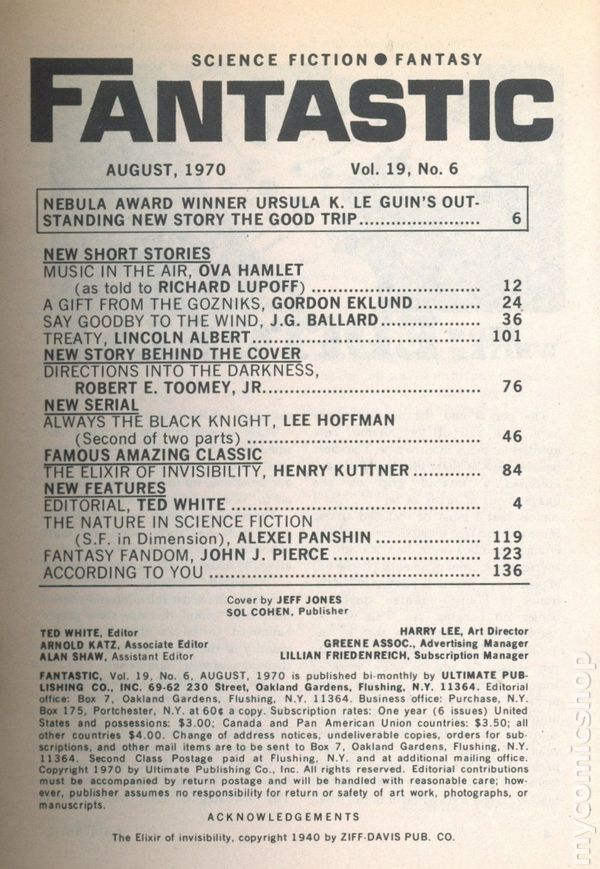 SCIENCE FICTION ● FANTASY
FANTASTIC
AUGUST, 1970 Vol. 19, No. 6
NEBULA AWARD WINNER URSULA K. LE GUIN'S OUT-
STANDING NEW STORY THE GOOD TRIP...................... 6
NEW SHORT STORIES
MUSIC IN THE AIR, OVA HAMLET
(as told to RICHARD LUPOFF) ............................... 12
A GIFT FROM THE GOZNIKS, GORDON EKLUND ............ 24
SAY GOODBY TO THE WIND, J.G. BALLARD.................. 36
TREATY, LINCOLN ALBERT........................................ 101
NEW STORY BEHIND THE COVER
DIRECTIONS INTO THE DARKNESS,
ROBERT E. TOOMEY, JR....................................... 76
NEW SERIAL
ALWAYS THE BLACK KNIGHT, LEE HOFFMAN
(Second of two parts) ........................................... 46
FAMOUS AMAZING CLASSIC
THE ELIXIR OF INVISIBILITY, HENRY KUTTNER............. 84
NEW FEATURES
EDITORIAL, TED WHITE .............................................. 4
THE NATURE IN SCIENCE FICTION
(S.F. in Dimension), ALEXEI PANSHIN .................... 119
FANTASY FANDOM, JOHN J. PIERCE........................... 123
ACCORDING TO YOU .................................................. 136
Cover by JEFF JONES
SOL COHEN, Publisher
TED WHITE, Editor HARRY LEE, Art Director
ARNOLD KATZ, Associate Editor GREENE ASSOC., Advertising Manager
ALAN SHAW, Assistant Editor LILLIAN FRIEDENREICH, Subscription Manager
FANTASTIC, Vol. 19, No. 6, AUGUST, 1970 is published bi-monthly by ULTIMATE PUB-
LISHING CO., INC. 69-62 230 Street, Oakland Gardens, Flushing, N.Y. 11364. Editorial
office: Box 7, Oakland Gardens, Flushing, N.Y. 11364. Business office: Purchase, N.Y.
Box 175, Portchester, N.Y. at 60¢ a copy. Subscription rates: One year (6 issues) United
States and possessions: $3.00; Canada and Pan American Union countries: $3.50; all
other countries $4.00. Change of address notices, undeliverable copies, orders for sub-
scriptions, and other mail items are to be sent to Box 7, Oakland Gardens, Flushing, N.Y.
11364. Second Class Postage paid at Flushing, N.Y. and at additional mailing office.
Copyright 1970 by Ultimate Publishing Co., Inc. All rights reserved. Editorial contributions
must be accompanied by return postage and will be handled with reasonable care; how-
ever, publisher assumes no responsibility for return or safety of art work, photographs, or
manuscripts.
ACKNOWLEDGEMENTS
The Elixir of invisibility, copyright 1940 by ZIFF-DAVIS PUB. CO.
mycomicshop